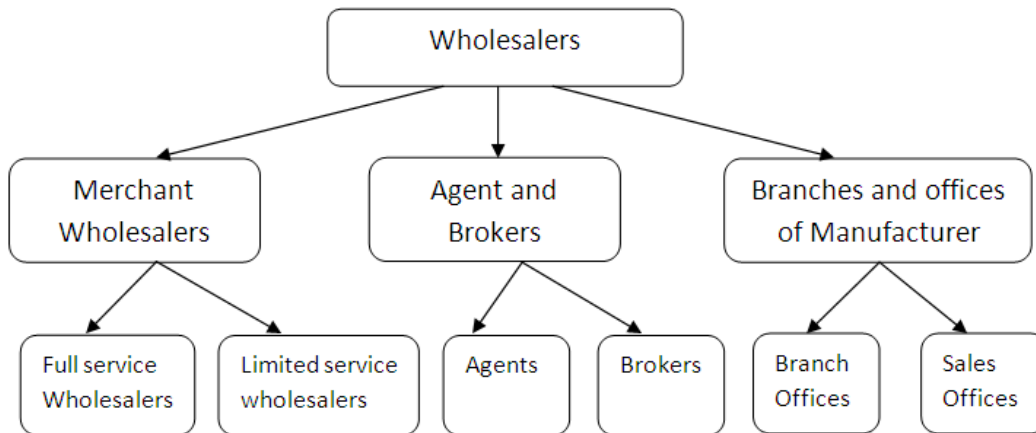 Wholesalers
Merchant
Wholesalers
Agent and
Brokers
Branches and offices
of Manufacturer
Full service
Wholesalers
Limited service
wholesalers
Agents
Brokers
Branch
Offices
Sales
Offices